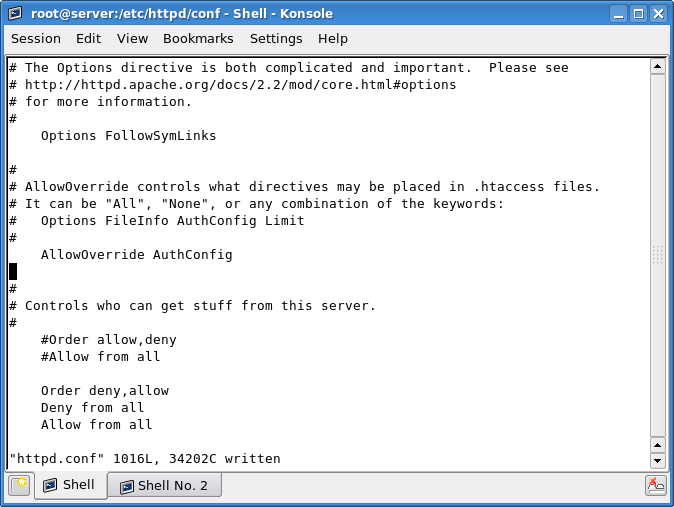 root@server:/etc/httpd/conf - Shell - Konsole
Session Edit View Bookmarks Settings Help
# The Options directive is both complicated and important.  Please see
# http://httpd.apache.org/docs/2.2/mod/core.html#options
# for more information.
#
    Options FollowSymLinks
#
# AllowOverride controls what directives may be placed in .htaccess files.
# It can be "All", "None", or any combination of the keywords:
#   Options FileInfo AuthConfig Limit
#
    AllowOverride AuthConfig
#
# Controls who can get stuff from this server.
#
    #Order allow,deny
    #Allow from all
    Order deny,allow
    Deny from all
    Allow from all
"httpd.conf" 1016L, 34202C written
Shell Shell No. 2